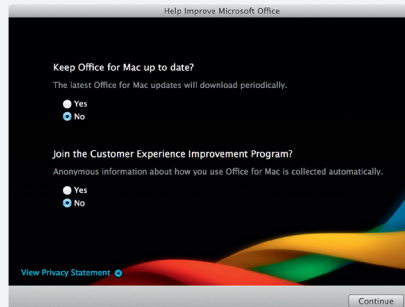 Help Improve Microsoft Office
Keep Office for Mac up to date?
The latest Office for Mac updates will download periodically.
Yes
No
Join the Customer Experience Improvement Program?
Anonymous information about how you use Office for Mac is collected automatically.
Yes
No
View Privacy Statement
Continue